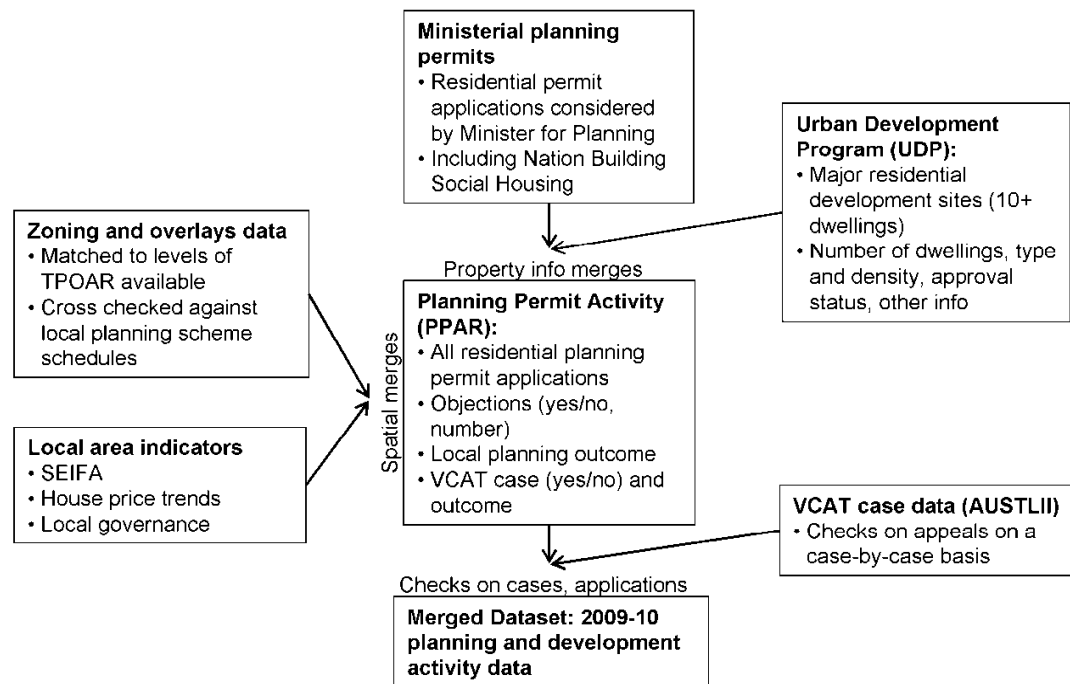 Ministerial planning
permits
• Residential permit
applications considered
by Minister for Planning
• Including Nation Building
Social Housing
Urban Development
Program (UDP):
• Major residential
development sites (10+
dwellings)
• Number of dwellings, type
and density, approval
status, other info
Zoning and overlays data
• Matched to levels of
TPOAR available
• Cross checked against
local planning scheme
schedules
Property info merges
Planning Permit Activity
(PPAR):
• All residential planning
permit applications
• Objections (yes/no,
number)
• Local planning outcome
• VCAT case (yes/no) and
outcome
Spatial merges
Local area indicators
• SEIFA
• House price trends
• Local governance
VCAT case data (AUSTLII)
• Checks on appeals on a
case-by-case basis
Checks on cases, applications
Merged Dataset: 2009-10
planning and development
activity data